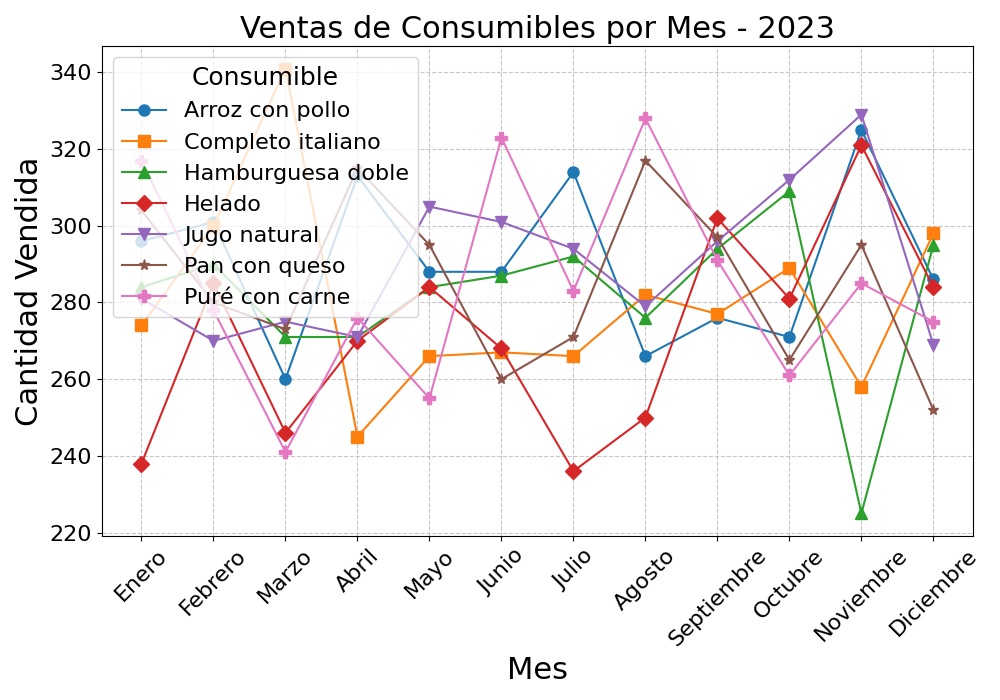 Ventas de Consumibles por Mes - 2023
Cantidad Vendida
340
320
300
280
260
240
220
Consumible
Arroz con pollo
Completo italiano
Hamburguesa doble
Helado
Jugo natural
Pan con queso
Puré con carne
Enero
Febrero
Marzo
Abril
Mayo
Junio
Julio
Agosto
Septiembre
Octubre
Noviembre
Diciembre
Mes